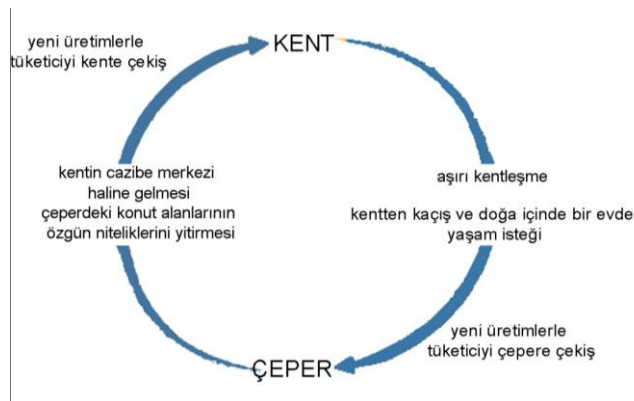 KENT
aşırı kentleşme
kentten kaçış ve doğa içinde bir evde
yaşam isteği
yeni üretimlerle
tüketiciyi çepere çekiş
ÇEPER
kentin cazibe merkezi
haline gelmesi
çeperdeki konut alanlarının
özgün niteliklerini yitirmesi
yeni üretimlerle
tüketiciyi kente çekiş